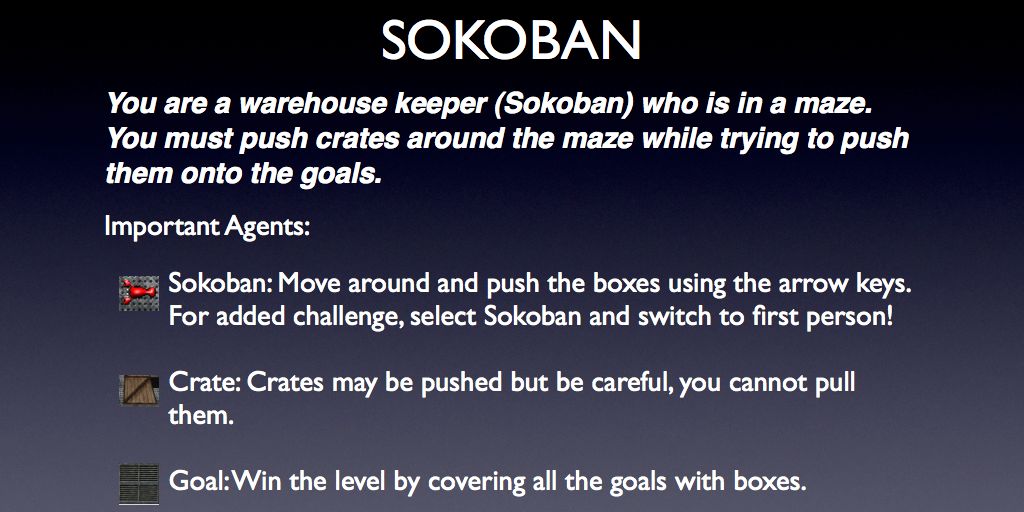 SOKOBAN
You are a warehouse keeper (Sokoban) who is in a maze.
You must push crates around the maze while trying to push
them onto the goals.
Important Agents:
Sokoban: Move around and push the boxes using the arrow keys.
For added challenge, select Sokoban and switch to first person!
Crate: Crates may be pushed but be careful, you cannot pull
them.
Goal: Win the level by covering all the goals with boxes.